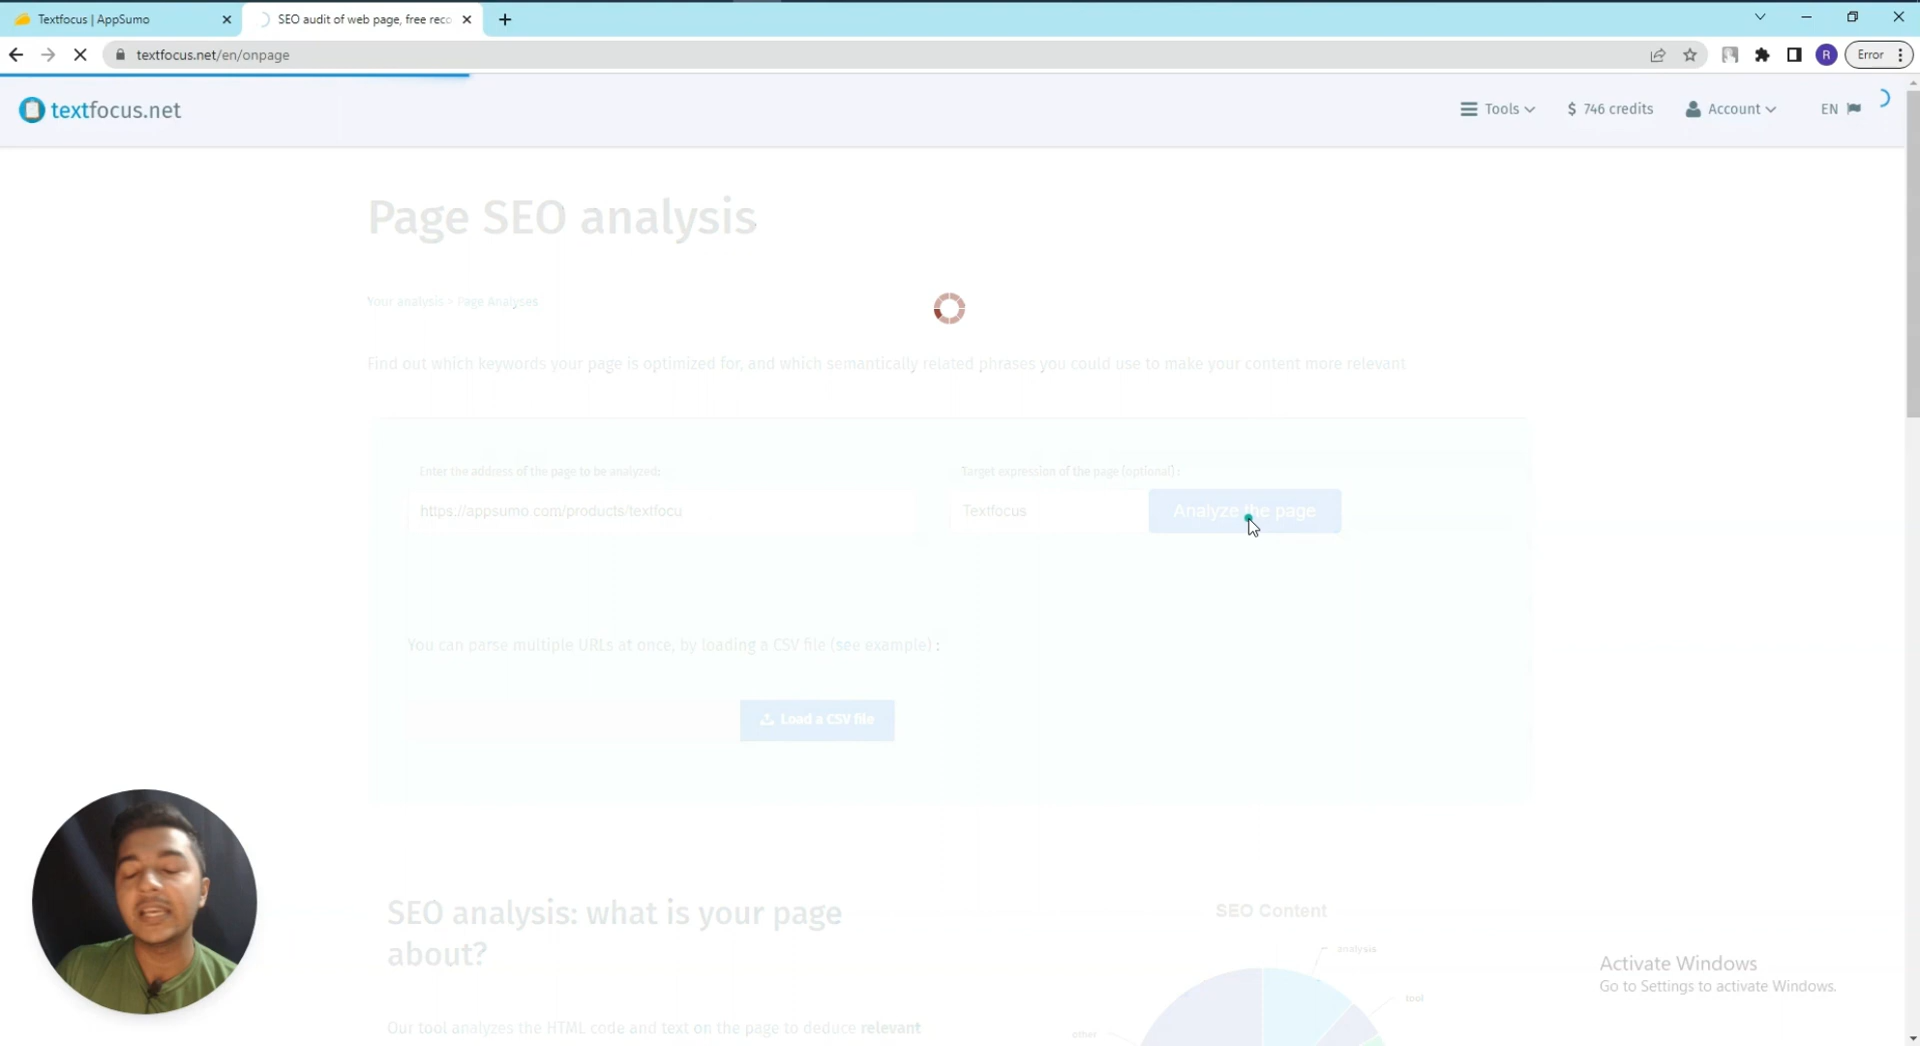 Textfocus | AppSumo
SEO audit of web page, free reco
textfocus.net/en/onpage
R
Error
textfocus.net
Tools
$ 746 credits
Account
EN
Page SEO analysis
Your analysis > Page Analyses
Find out which keywords your page is optimized for, and which semantically related phrases you could use to make your content more relevant
Enter the address of the page to be analyzed:
Target expression of the page (optional) :
https://appsumo.com/products/textfocu
Textfocus
Analyze the page
You can parse multiple URLs at once, by loading a CSV file (see example) :
Load a CSV file
SEO analysis: what is your page
about?
SEO Content
analysis
tool
other
Our tool analyzes the HTML code and text on the page to deduce relevant
Activate Windows
Go to Settings to activate Windows.